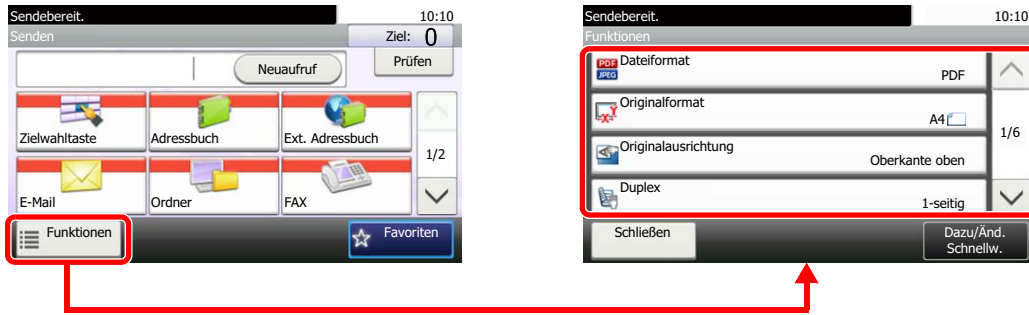 Sendebereit. 10:10
Senden Ziel: 0
Neuaufruf Prüfen
Zielwahltaste Adressbuch Ext. Adressbuch
1/2
E-Mail Ordner FAX
Funktionen Favoriten
Sendebereit. 10:10
Funktionen
PDF JPEG Dateiformat
PDF
Originalformat
A4
1/6
Originalausrichtung
Oberkante oben
Duplex
1-seitig
Schließen Dazu/Änd.
Schnellw.